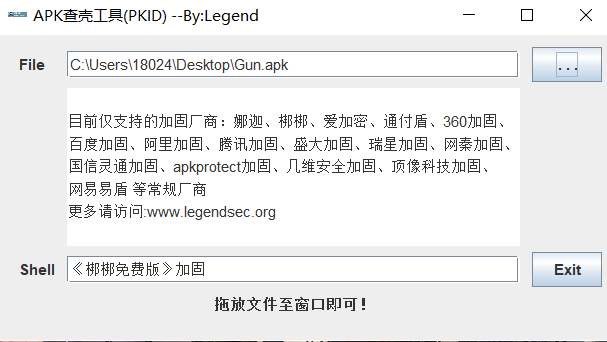 APK查壳工具(PKID) --By:Legend
File C:\Users\18024\Desktop\Gun.apk ...
目前仅支持的加固厂商：娜迦、梆梆、爱加密、通付盾、360加固、
百度加固、阿里加固、腾讯加固、盛大加固、瑞星加固、网秦加固、
国信灵通加固、apkprotect加固、几维安全加固、顶像科技加固、
网易易盾 等常规厂商
更多请访问:www.legendsec.org
Shell 《梆梆免费版》加固 Exit
拖放文件至窗口即可！